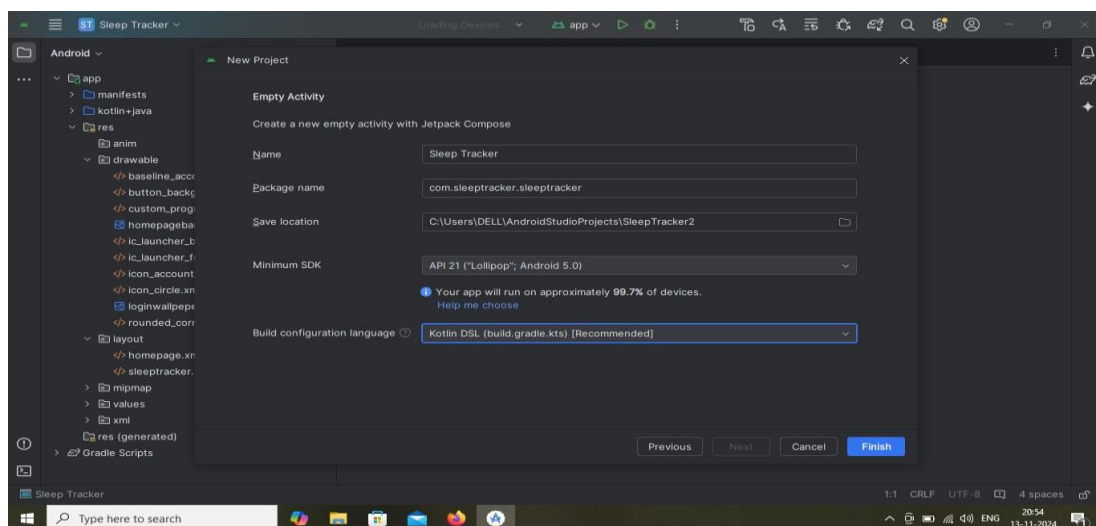 ST Sleep Tracker
Loading Devices...
app
Android
app
manifests
kotlin+java
res
anim
drawable
baseline_acc
button_backg
custom_prog
homepageba
ic_launcher_b
ic_launcher_f
icon_account
icon_circle.xn
loginwallpepe
rounded_corr
layout
homepage.xn
sleeptracker.
mipmap
values
xml
res (generated)
Gradle Scripts
New Project
Empty Activity
Create a new empty activity with Jetpack Compose
Name
Sleep Tracker
Package name
com.sleeptracker.sleeptracker
Save location
C:\Users\DELL\AndroidStudioProjects\SleepTracker2
Minimum SDK
API 21 ("Lollipop"; Android 5.0)
Your app will run on approximately 99.7% of devices.
Help me choose
Build configuration language
Kotlin DSL (build.gradle.kts) [Recommended]
Previous
Next
Cancel
Finish
Sleep Tracker
1:1 CRLF UTF-8 4 spaces
Type here to search
ENG
20:54
13-11-2024